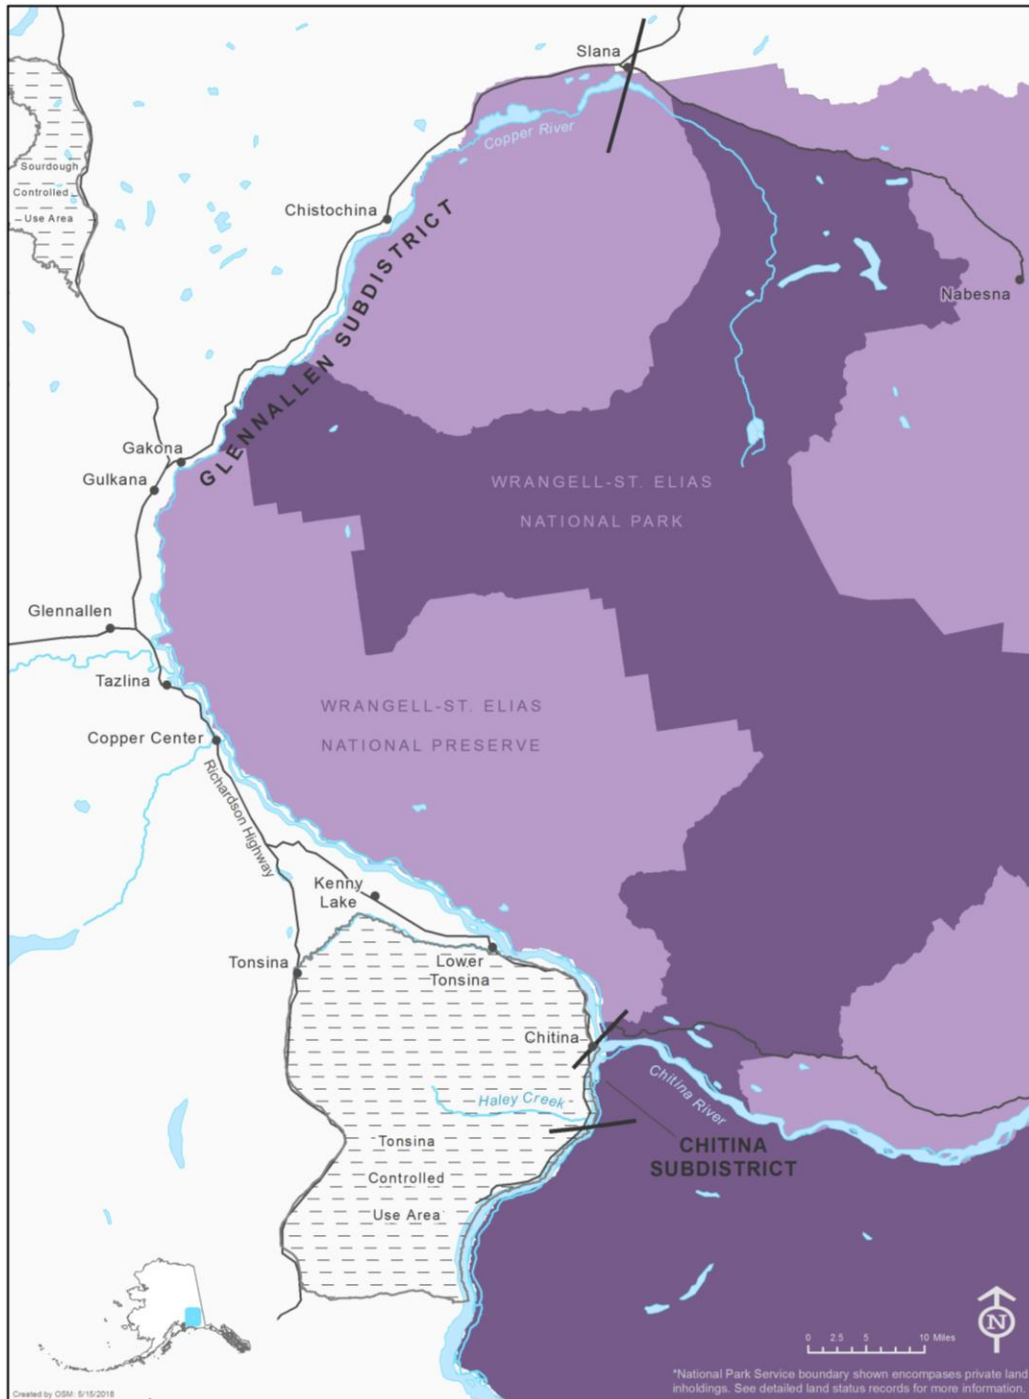 Slana
Copper River
Sourdough
Controlled
Use Area
Chistochina
GLENNALLEN SUBDISTRICT
Nabesna
Gakona
Gulkana
WRANGELL-ST. ELIAS
NATIONAL PARK
Glennallen
Tazlina
WRANGELL-ST. ELIAS
NATIONAL PRESERVE
Copper Center
Richardson Highway
Kenny
Lake
Tonsina
Lower
Tonsina
Chitina
Chitina River
Haley Creek
CHITINA
SUBDISTRICT
Tonsina
Controlled
Use Area
N
0 2.5 5 10 Miles
*National Park Service boundary shown encompasses private land
inholdings. See detailed land status records for more information.
Created by OSM: 6/15/2018